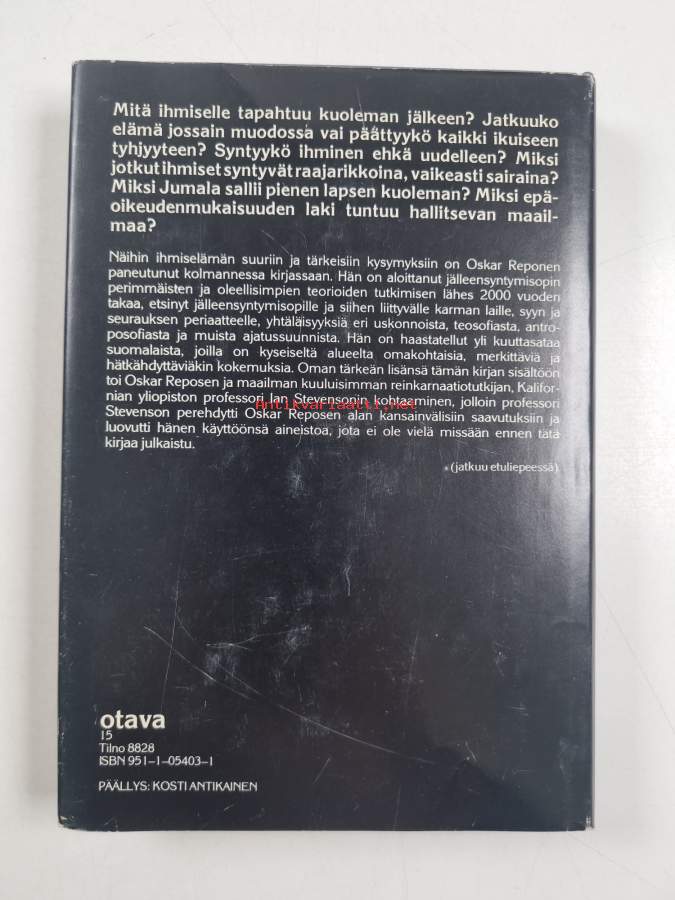 Mitä ihmiselle tapahtuu kuoleman jälkeen? Jatkuuko
elämä jossain muodossa vai päättyykö kaikki ikuiseen
tyhjyyteen? Syntyykö ihminen ehkä uudelleen? Miksi
jotkut ihmiset syntyvät raajarikkoina, vaikeasti sairaina?
Miksi Jumala sallii pienen lapsen kuoleman? Miksi epä-
oikeudenmukaisuuden laki tuntuu hallitsevan maail-
maa?
Näihin ihmiselämän suuriin ja tärkeisiin kysymyksiin on Oskar Reponen
paneutunut kolmannessa kirjassaan. Hän on aloittanut jälleensyntymisopin
perimmäisten ja oleellisimpien teorioiden tutkimisen lähes 2000 vuoden
takaa, etsinyt jälleensyntymisopille ja siihen liittyvälle karman laille, syyn ja
seurauksen periaatteelle, yhtäläisyyksiä eri uskonnoista, teosofiasta, antro-
posofiasta ja muista ajatussuunnista. Hän on haastatellut yli kuuttasataa
suomalaista, joilla on kyseiseltä alueelta omakohtaisia, merkittäviä ja
hätkähdyttäviäkin kokemuksia. Oman tärkeän lisänsä tämän kirjan sisältöön
toi Oskar Reposen ja maailman kuuluisimman reinkarnaatiotutkijan, Kalifor-
nian yliopiston professori Ian Stevensonin kohtaaminen, jolloin professori
Stevenson perehdytti Oskar Reposen alan kansainvälisiin saavutuksiin ja
luovutti hänen käyttöönsä aineistoa, jota ei ole vielä missään ennen tätä
kirjaa julkaistu.
(jatkuu etuliepeessä)
Antikvariaatti.net
otava
15
Tilno 8828
ISBN 951-1-05403-1
PÄÄLLYS: KOSTI ANTIKAINEN